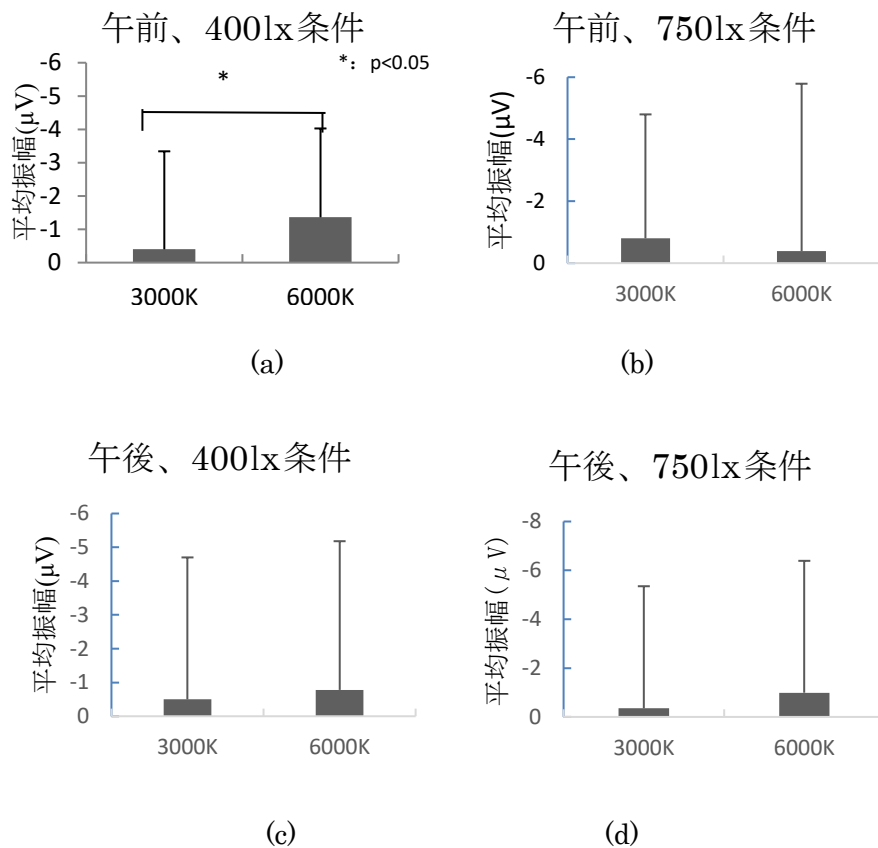 午前、400lx条件
*：p<0.05
*
平均振幅(μV)
-6
-5
-4
-3
-2
-1
0
3000K
6000K
(a)
午前、750lx条件
平均振幅(μV)
-6
-4
-2
0
3000K
6000K
(b)
午後、400lx条件
平均振幅(μV)
-6
-5
-4
-3
-2
-1
0
3000K
6000K
(c)
午後、750lx条件
平均振幅(μV)
-8
-6
-4
-2
0
3000K
6000K
(d)